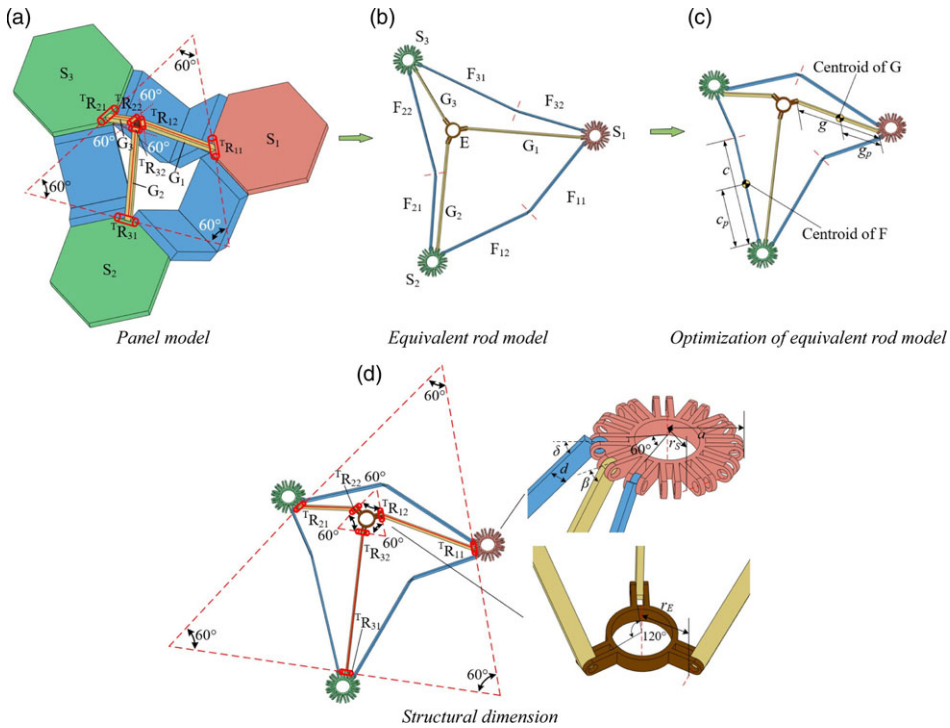 (a)
S₃
60°
ᵀR₂₁
ᵀR₂₂
60°
ᵀR₁₂
60°
60°
G₃
ᵀR₃₂
G₁
ᵀR₁₁
S₁
G₂
60°
60°
ᵀR₃₁
S₂
Panel model
(b)
S₃
F₃₁
F₂₂
G₃
F₃₂
E
G₁
S₁
F₂₁
G₂
F₁₁
F₁₂
S₂
Equivalent rod model
(c)
Centroid of G
g
gₚ
c
cₚ
Centroid of F
Optimization of equivalent rod model
(d)
60°
ᵀR₂₂
60°
ᵀR₂₁
ᵀR₁₂
60°
60°
ᵀR₃₂
ᵀR₁₁
ᵀR₃₁
60°
60°
δ
d
β
60°
r_S
a
r_E
120°
Structural dimension